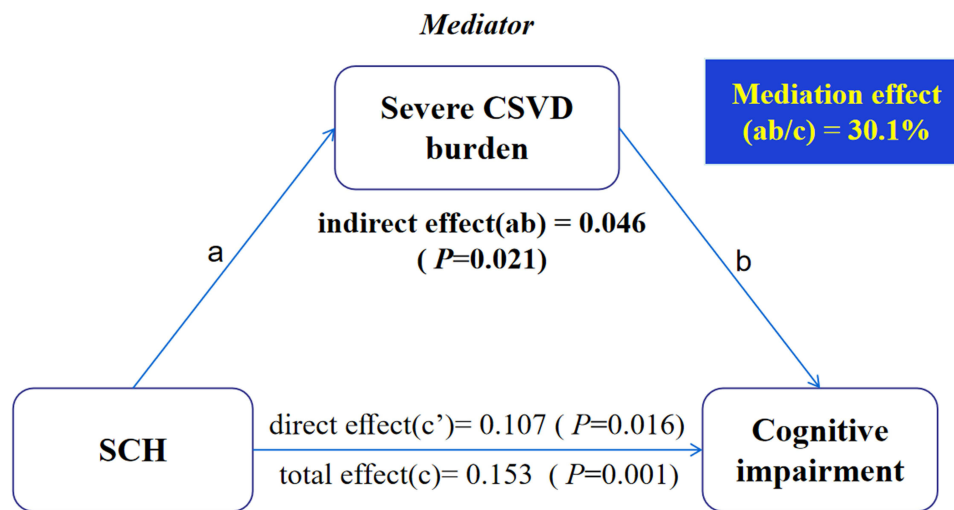 Mediator
Severe CSVD
burden
Mediation effect
(ab/c) = 30.1%
indirect effect(ab) = 0.046
( P=0.021)
a
b
SCH
direct effect(c’)= 0.107 ( P=0.016)
total effect(c)= 0.153 ( P=0.001)
Cognitive
impairment